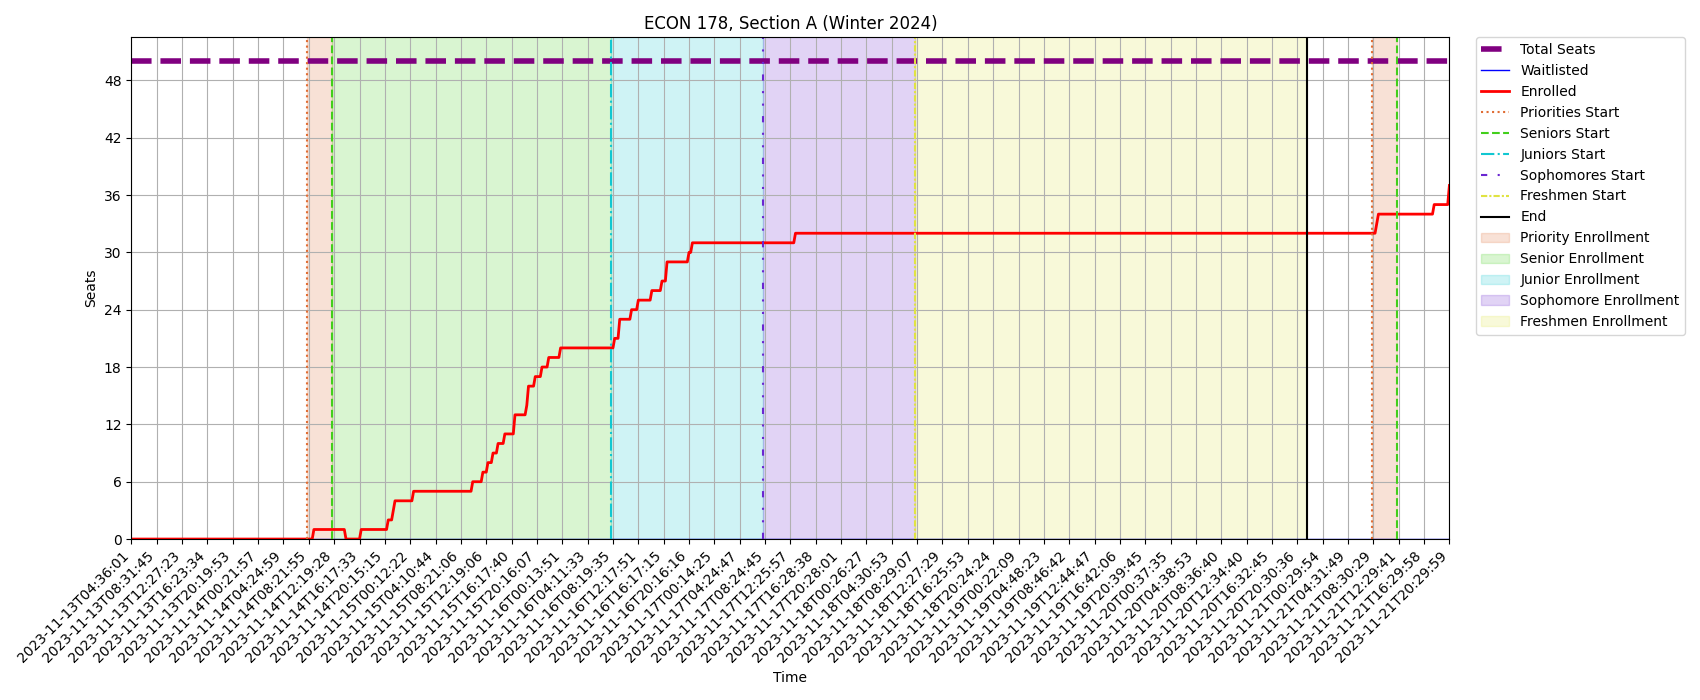 ECON 178, Section A (Winter 2024)
Total Seats
Waitlisted
Enrolled
Priorities Start
Seniors Start
Juniors Start
Sophomores Start
Freshmen Start
End
Priority Enrollment
Senior Enrollment
Junior Enrollment
Sophomore Enrollment
Freshmen Enrollment
Seats
48
42
36
30
24
18
12
6
0
2023-11-13T04:36:01
2023-11-13T08:31:45
2023-11-13T12:27:23
2023-11-13T16:23:34
2023-11-13T20:19:53
2023-11-14T00:21:57
2023-11-14T04:24:59
2023-11-14T08:21:55
2023-11-14T12:19:28
2023-11-14T16:17:33
2023-11-14T20:15:15
2023-11-15T00:12:22
2023-11-15T04:10:44
2023-11-15T08:21:06
2023-11-15T12:19:06
2023-11-15T16:17:40
2023-11-15T20:16:07
2023-11-16T00:13:51
2023-11-16T04:11:33
2023-11-16T08:19:35
2023-11-16T12:17:51
2023-11-16T16:17:15
2023-11-16T20:16:16
2023-11-17T00:14:25
2023-11-17T04:24:47
2023-11-17T08:24:45
2023-11-17T12:25:57
2023-11-17T16:28:38
2023-11-17T20:28:01
2023-11-18T00:26:27
2023-11-18T04:30:53
2023-11-18T08:29:07
2023-11-18T12:27:29
2023-11-18T16:25:53
2023-11-18T20:24:24
2023-11-19T00:22:09
2023-11-19T04:48:23
2023-11-19T08:46:42
2023-11-19T12:44:47
2023-11-19T16:42:06
2023-11-19T20:39:45
2023-11-20T00:37:35
2023-11-20T04:38:53
2023-11-20T08:36:40
2023-11-20T12:34:40
2023-11-20T16:32:45
2023-11-20T20:30:36
2023-11-21T00:29:54
2023-11-21T04:31:49
2023-11-21T08:30:29
2023-11-21T12:29:41
2023-11-21T16:29:58
2023-11-21T20:29:59
Time